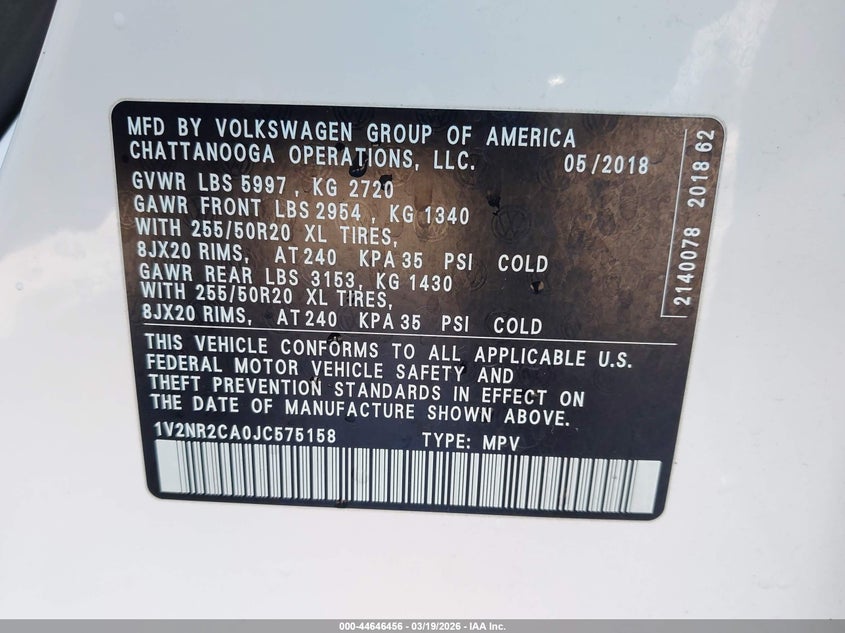 MFD BY VOLKSWAGEN GROUP OF AMERICA
CHATTANOOGA OPERATIONS, LLC. 05/2018
GVWR LBS 5997 , KG 2720
GAWR FRONT LBS 2954 , KG 1340
WITH 255/50R20 XL TIRES,
8JX20 RIMS, AT 240 KPA 35 PSI COLD
GAWR REAR LBS 3153, KG 1430
WITH 255/50R20 XL TIRES,
8JX20 RIMS, AT 240 KPA 35 PSI COLD
THIS VEHICLE CONFORMS TO ALL APPLICABLE U.S.
FEDERAL MOTOR VEHICLE SAFETY AND
THEFT PREVENTION STANDARDS IN EFFECT ON
THE DATE OF MANUFACTURE SHOWN ABOVE.
1V2NR2CA0JC575158 TYPE: MPV
2140078 2018 62
000-44646456 - 03/19/2026 - IAA Inc.